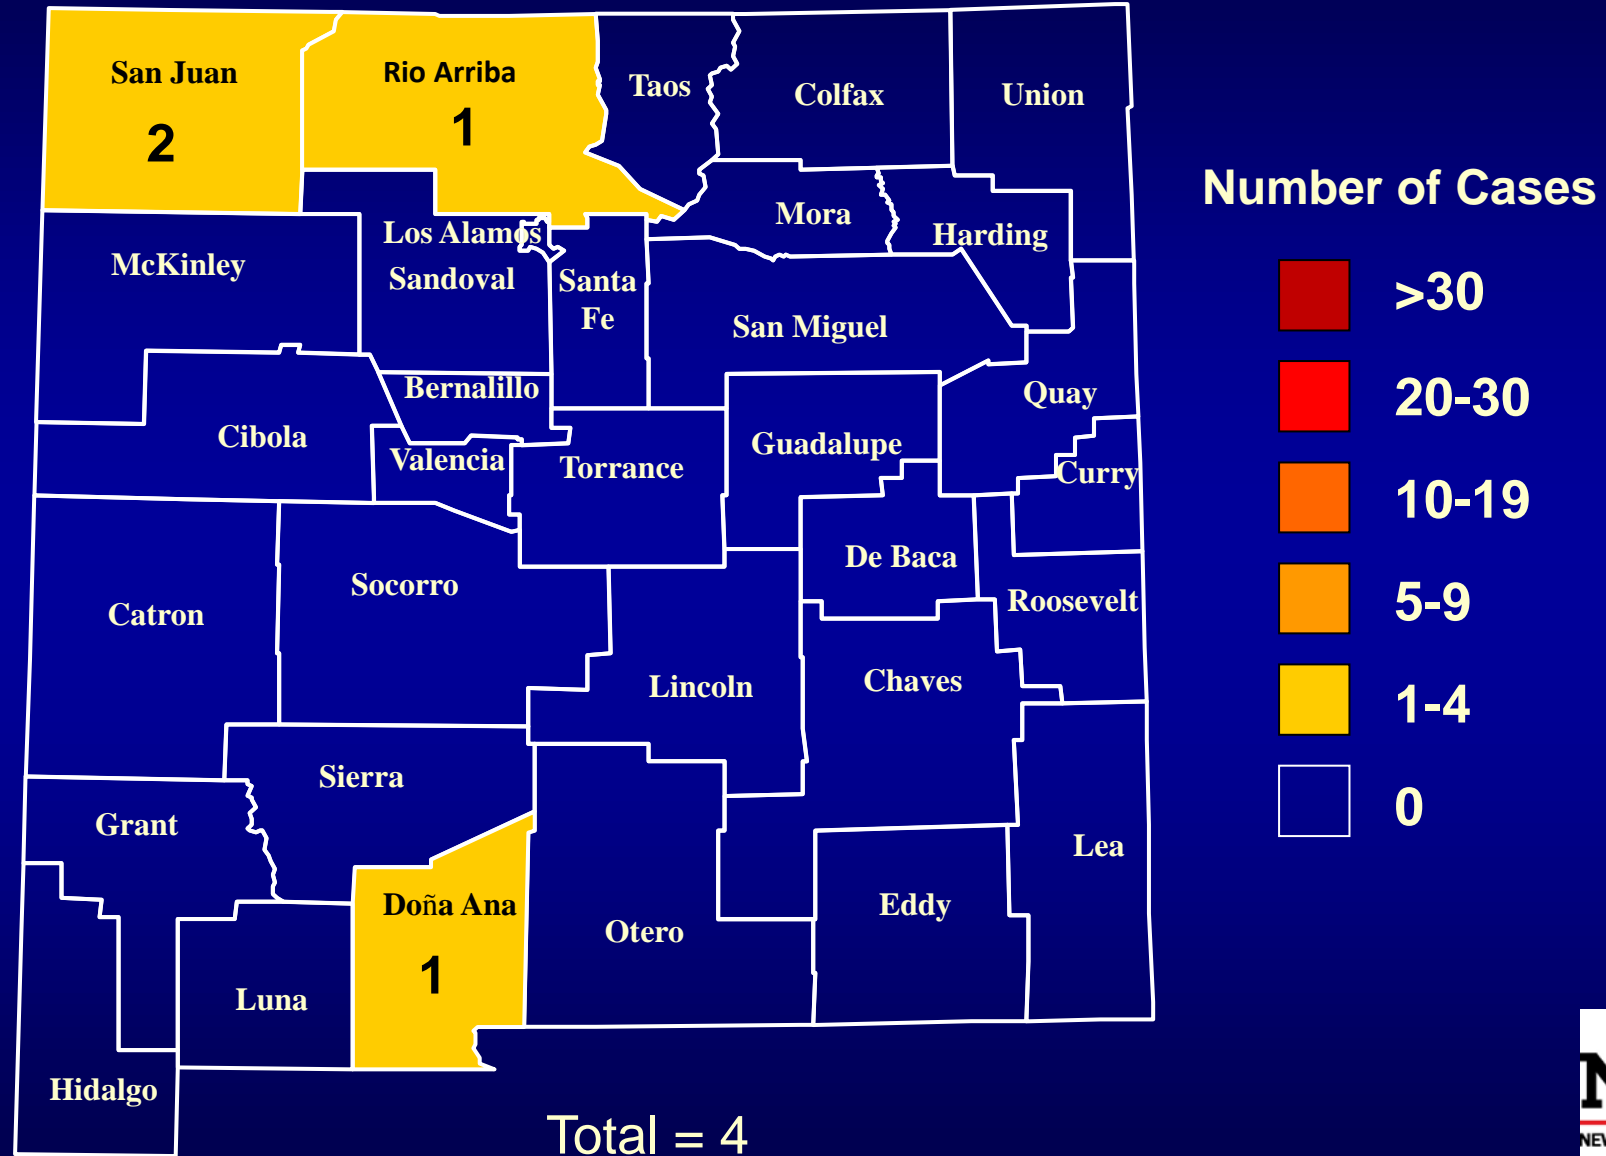 San Juan
2
Rio Arriba
1
Taos
Colfax
Union
Number of Cases
McKinley
Los Alamos
Sandoval
Santa
Fe
Mora
Harding
San Miguel
>30
20-30
10-19
5-9
1-4
0
Bernalillo
Cibola
Valencia
Torrance
Guadalupe
Quay
Curry
De Baca
Roosevelt
Catron
Socorro
Lincoln
Chaves
Sierra
Grant
Lea
Doña Ana
1
Otero
Eddy
Luna
Hidalgo
Total = 4